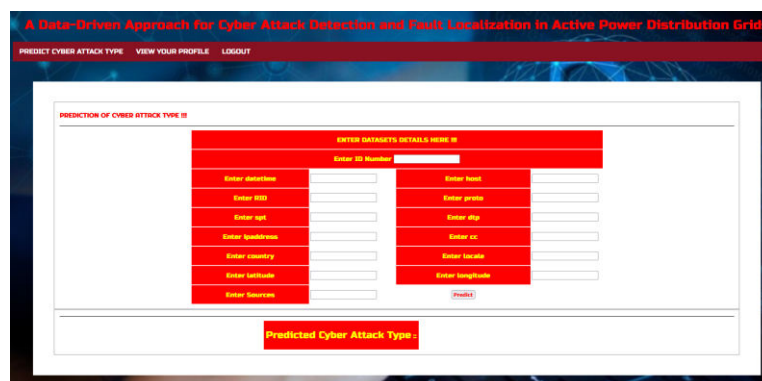 A Data-Driven Approach for Cyber Attack Detection and Fault Localization in Active Power Distribution Grid
PREDICT CYBER ATTACK TYPE VIEW YOUR PROFILE LOGOUT
PREDICTION OF CYBER ATTACK TYPE !!!
ENTER DATASETS DETAILS HERE !!!
Enter ID Number
Enter datetime Enter host
Enter RID Enter proto
Enter spt Enter dtp
Enter Ipaddress Enter cc
Enter country Enter locale
Enter latitude Enter longitude
Enter Sources Predict
Predicted Cyber Attack Type ::